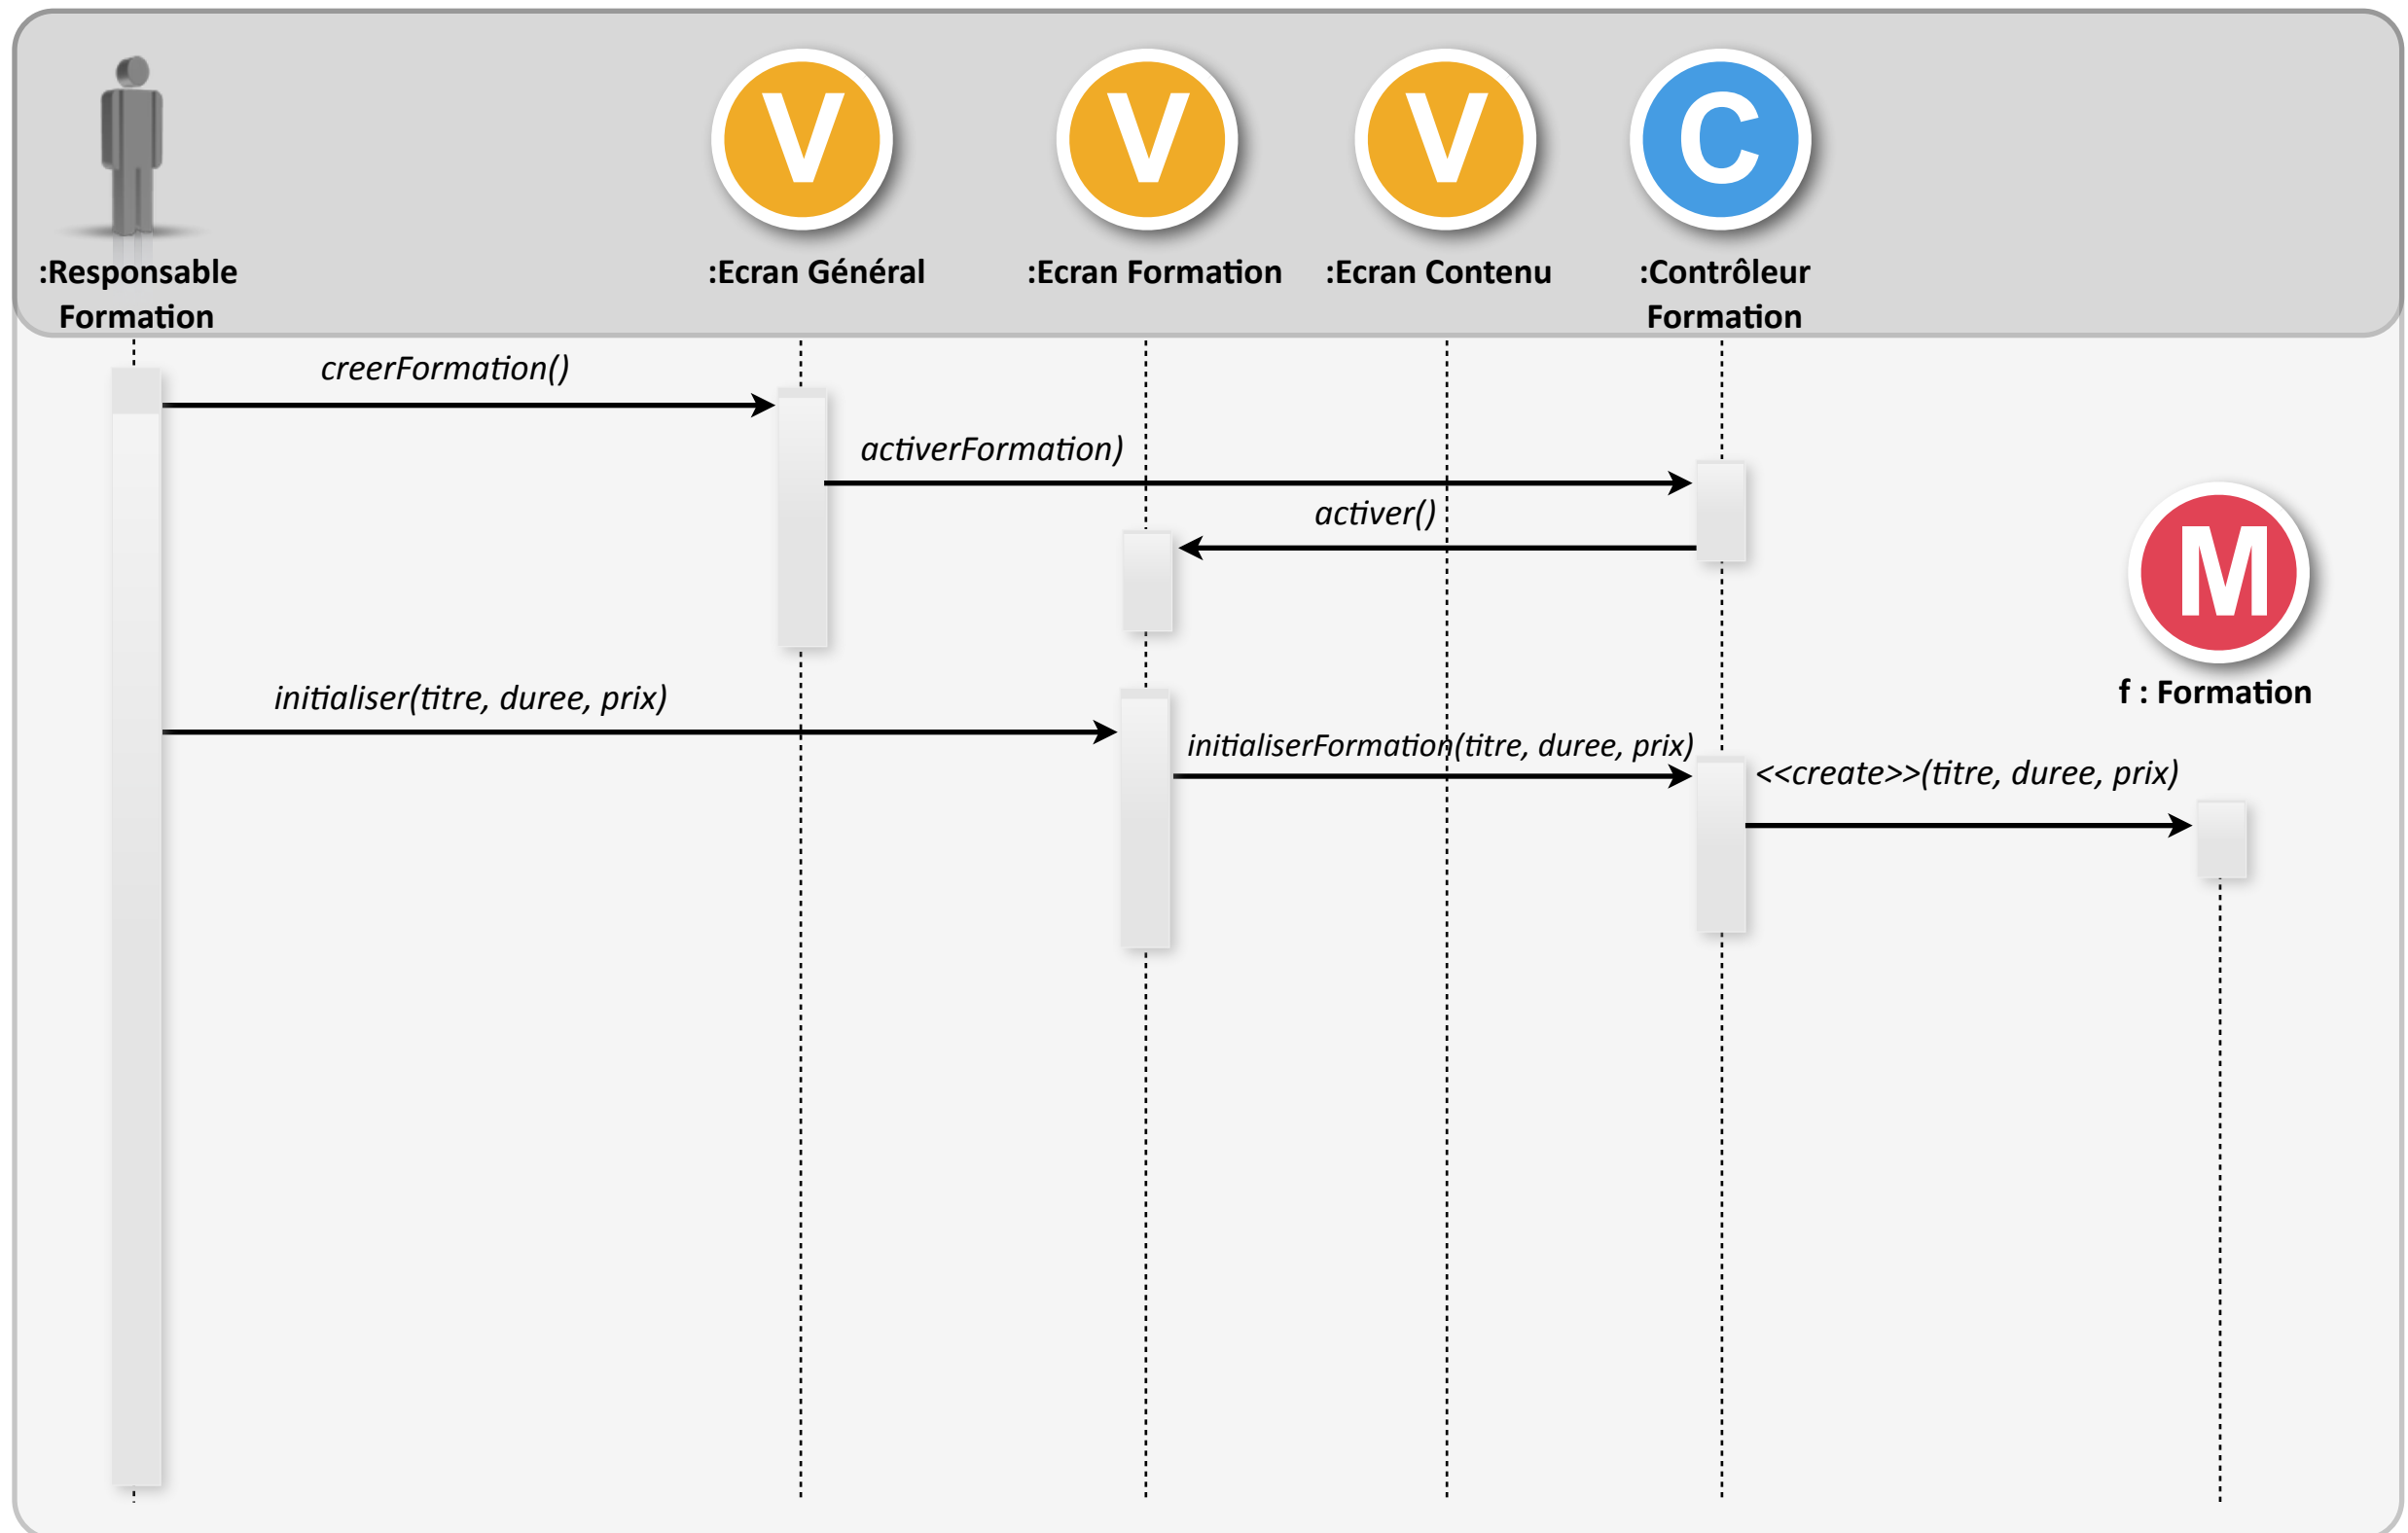 V
V
V
C
:Responsable
Formation
:Ecran Général
:Ecran Formation
:Ecran Contenu
:Contrôleur
Formation
creerFormation()
activerFormation)
activer()
M
f : Formation
initialiser(titre, duree, prix)
initialiserFormation(titre, duree, prix)
<<create>>(titre, duree, prix)